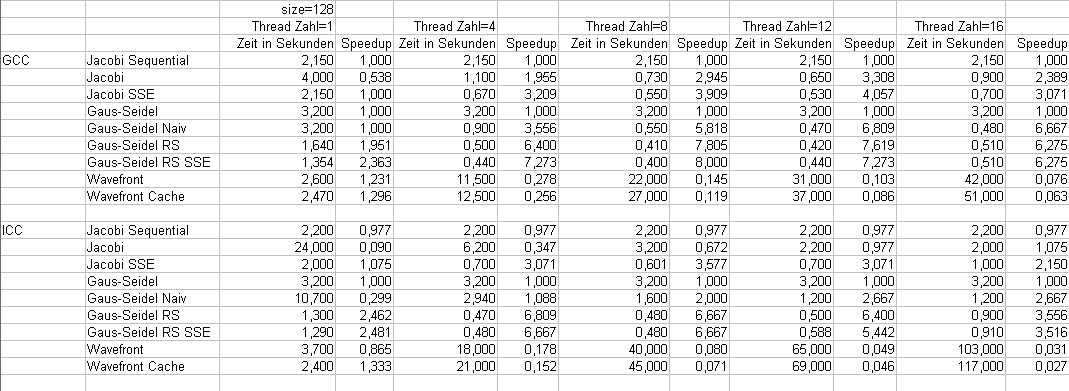 size=128
Thread Zahl=1 Thread Zahl=4 Thread Zahl=8 Thread Zahl=12 Thread Zahl=16
Zeit in Sekunden Speedup Zeit in Sekunden Speedup Zeit in Sekunden Speedup Zeit in Sekunden Speedup Zeit in Sekunden Speedup
GCC Jacobi Sequential 2,150 1,000 2,150 1,000 2,150 1,000 2,150 1,000 2,150 1,000
Jacobi 4,000 0,538 1,100 1,955 0,730 2,945 0,650 3,308 0,900 2,389
Jacobi SSE 2,150 1,000 0,670 3,209 0,550 3,909 0,530 4,057 0,700 3,071
Gaus-Seidel 3,200 1,000 3,200 1,000 3,200 1,000 3,200 1,000 3,200 1,000
Gaus-Seidel Naiv 3,200 1,000 0,900 3,556 0,550 5,818 0,470 6,809 0,480 6,667
Gaus-Seidel RS 1,640 1,951 0,500 6,400 0,410 7,805 0,420 7,619 0,510 6,275
Gaus-Seidel RS SSE 1,354 2,363 0,440 7,273 0,400 8,000 0,440 7,273 0,510 6,275
Wavefront 2,600 1,231 11,500 0,278 22,000 0,145 31,000 0,103 42,000 0,076
Wavefront Cache 2,470 1,296 12,500 0,256 27,000 0,119 37,000 0,086 51,000 0,063
ICC Jacobi Sequential 2,200 0,977 2,200 0,977 2,200 0,977 2,200 0,977 2,200 0,977
Jacobi 24,000 0,090 6,200 0,347 3,200 0,672 2,200 0,977 2,000 1,075
Jacobi SSE 2,000 1,075 0,700 3,071 0,601 3,577 0,700 3,071 1,000 2,150
Gaus-Seidel 3,200 1,000 3,200 1,000 3,200 1,000 3,200 1,000 3,200 1,000
Gaus-Seidel Naiv 10,700 0,299 2,940 1,088 1,600 2,000 1,200 2,667 1,200 2,667
Gaus-Seidel RS 1,300 2,462 0,470 6,809 0,480 6,667 0,500 6,400 0,900 3,556
Gaus-Seidel RS SSE 1,290 2,481 0,480 6,667 0,480 6,667 0,588 5,442 0,910 3,516
Wavefront 3,700 0,865 18,000 0,178 40,000 0,080 65,000 0,049 103,000 0,031
Wavefront Cache 2,400 1,333 21,000 0,152 45,000 0,071 69,000 0,046 117,000 0,027